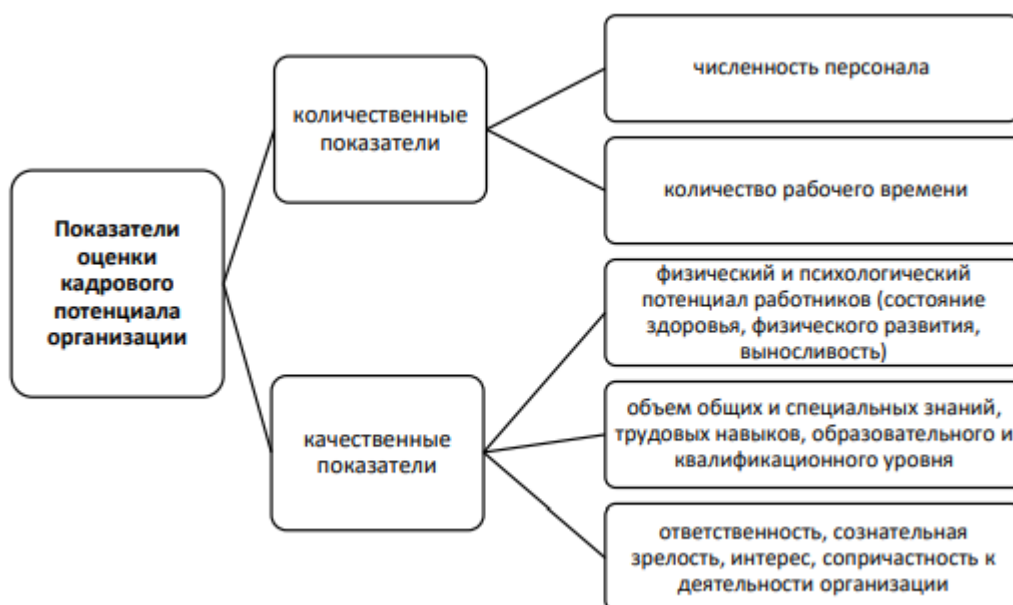 Показатели
оценки
кадрового
потенциала
организации
количественные
показатели
численность персонала
количество рабочего времени
качественные
показатели
физический и психологический
потенциал работников (состояние
здоровья, физического развития,
выносливость)
объем общих и специальных знаний,
трудовых навыков, образовательного и
квалификационного уровня
ответственность, сознательная
зрелость, интерес, сопричастность к
деятельности организации